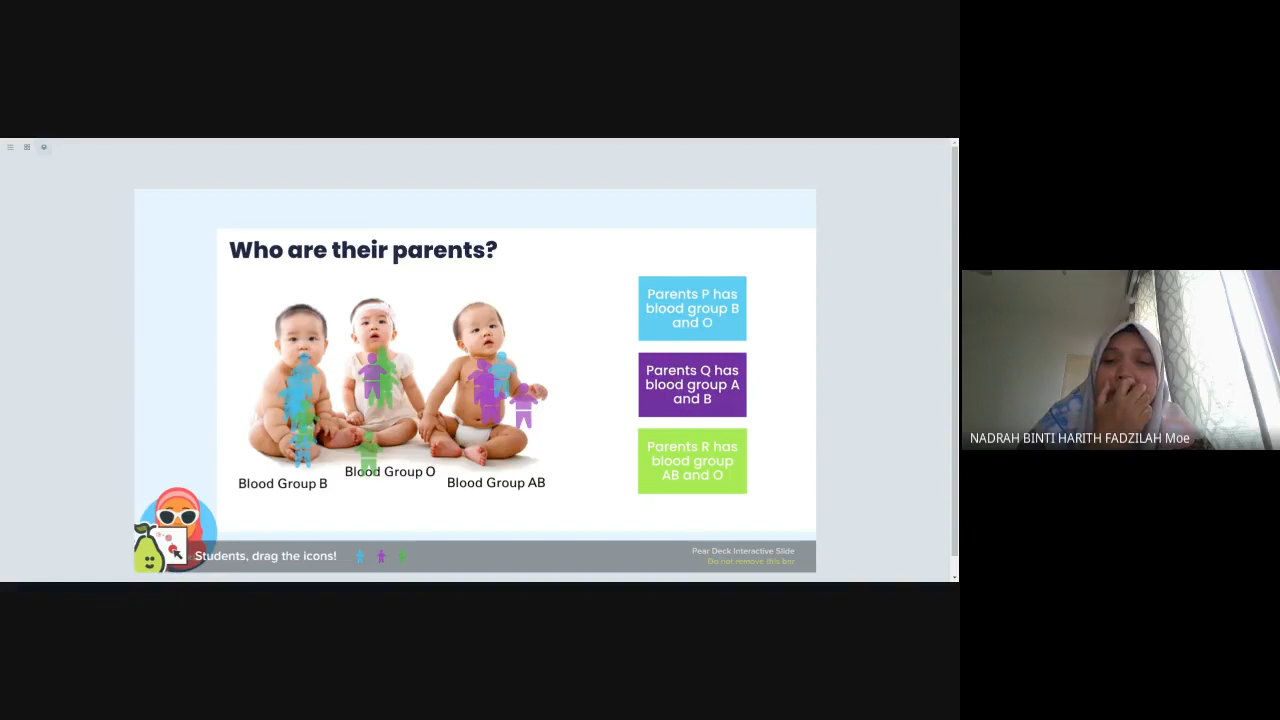 Who are their parents?
Parents P has
blood group B
and O
Parents Q has
blood group A
and B
Parents R has
blood group
AB and O
Blood Group B
Blood Group O
Blood Group AB
Students, drag the icons!
Pear Deck Interactive Slide
Do not remove this bar
NADRAH BINTI HARITH FADZILAH Moe